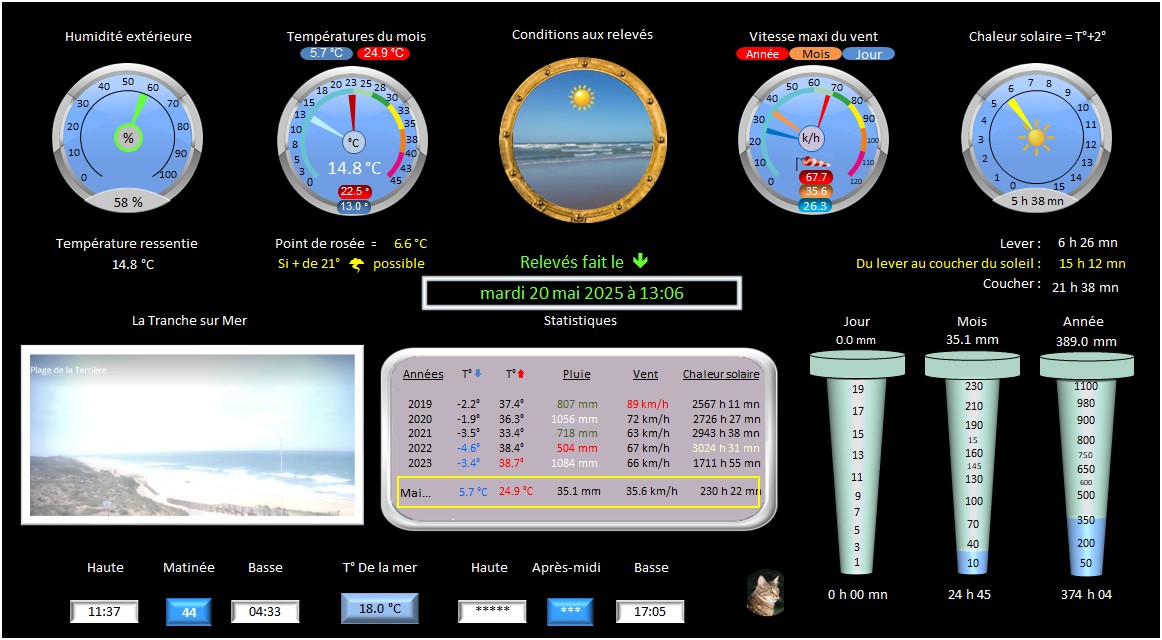 Humidité extérieure
Températures du mois
5.7 °C 24.9 °C
Conditions aux relevés
Vitesse maxi du vent
Année Mois Jour
Chaleur solaire = T°+2°
0 10 20 30 40 50 60 70 80 90 100
%
58 %
0 3 5 8 10 13 15 18 20 23 25 28 30 33 35 38 40 43 45
°C
14.8 °C
22.5 °
13.0 °
0 10 20 30 40 50 60 70 80 90 100 110 120
k/h
67.7
35.6
26.3
0 1 2 3 4 5 6 7 8 9 10 11 12 13 14 15
5 h 38 mn
Température ressentie
14.8 °C
Point de rosée = 6.6 °C
Si + de 21° possible
Relevés fait le
mardi 20 mai 2025 à 13:06
Lever : 6 h 26 mn
Du lever au coucher du soleil : 15 h 12 mn
Coucher : 21 h 38 mn
La Tranche sur Mer
Plage de la Terrière
Statistiques
Années T° T° Pluie Vent Chaleur solaire
2019 -2.2° 37.4° 807 mm 89 km/h 2567 h 11 mn
2020 -1.9° 36.3° 1056 mm 72 km/h 2726 h 27 mn
2021 -3.5° 33.4° 718 mm 63 km/h 2943 h 38 mn
2022 -4.6° 38.4° 504 mm 67 km/h 3024 h 31 mn
2023 -3.4° 38.7° 1084 mm 66 km/h 1711 h 55 mn
Mai... 5.7 °C 24.9 °C 35.1 mm 35.6 km/h 230 h 22 mn
Jour
0.0 mm
19
17
15
13
11
9
7
5
3
1
0 h 00 mn
Mois
35.1 mm
230
210
190
15
160
145
130
100
70
40
10
24 h 45
Année
389.0 mm
1100
980
900
800
750
650
600
500
350
200
50
374 h 04
Haute Matinée Basse T° De la mer Haute Après-midi Basse
11:37 44 04:33 18.0 °C ***** *** 17:05